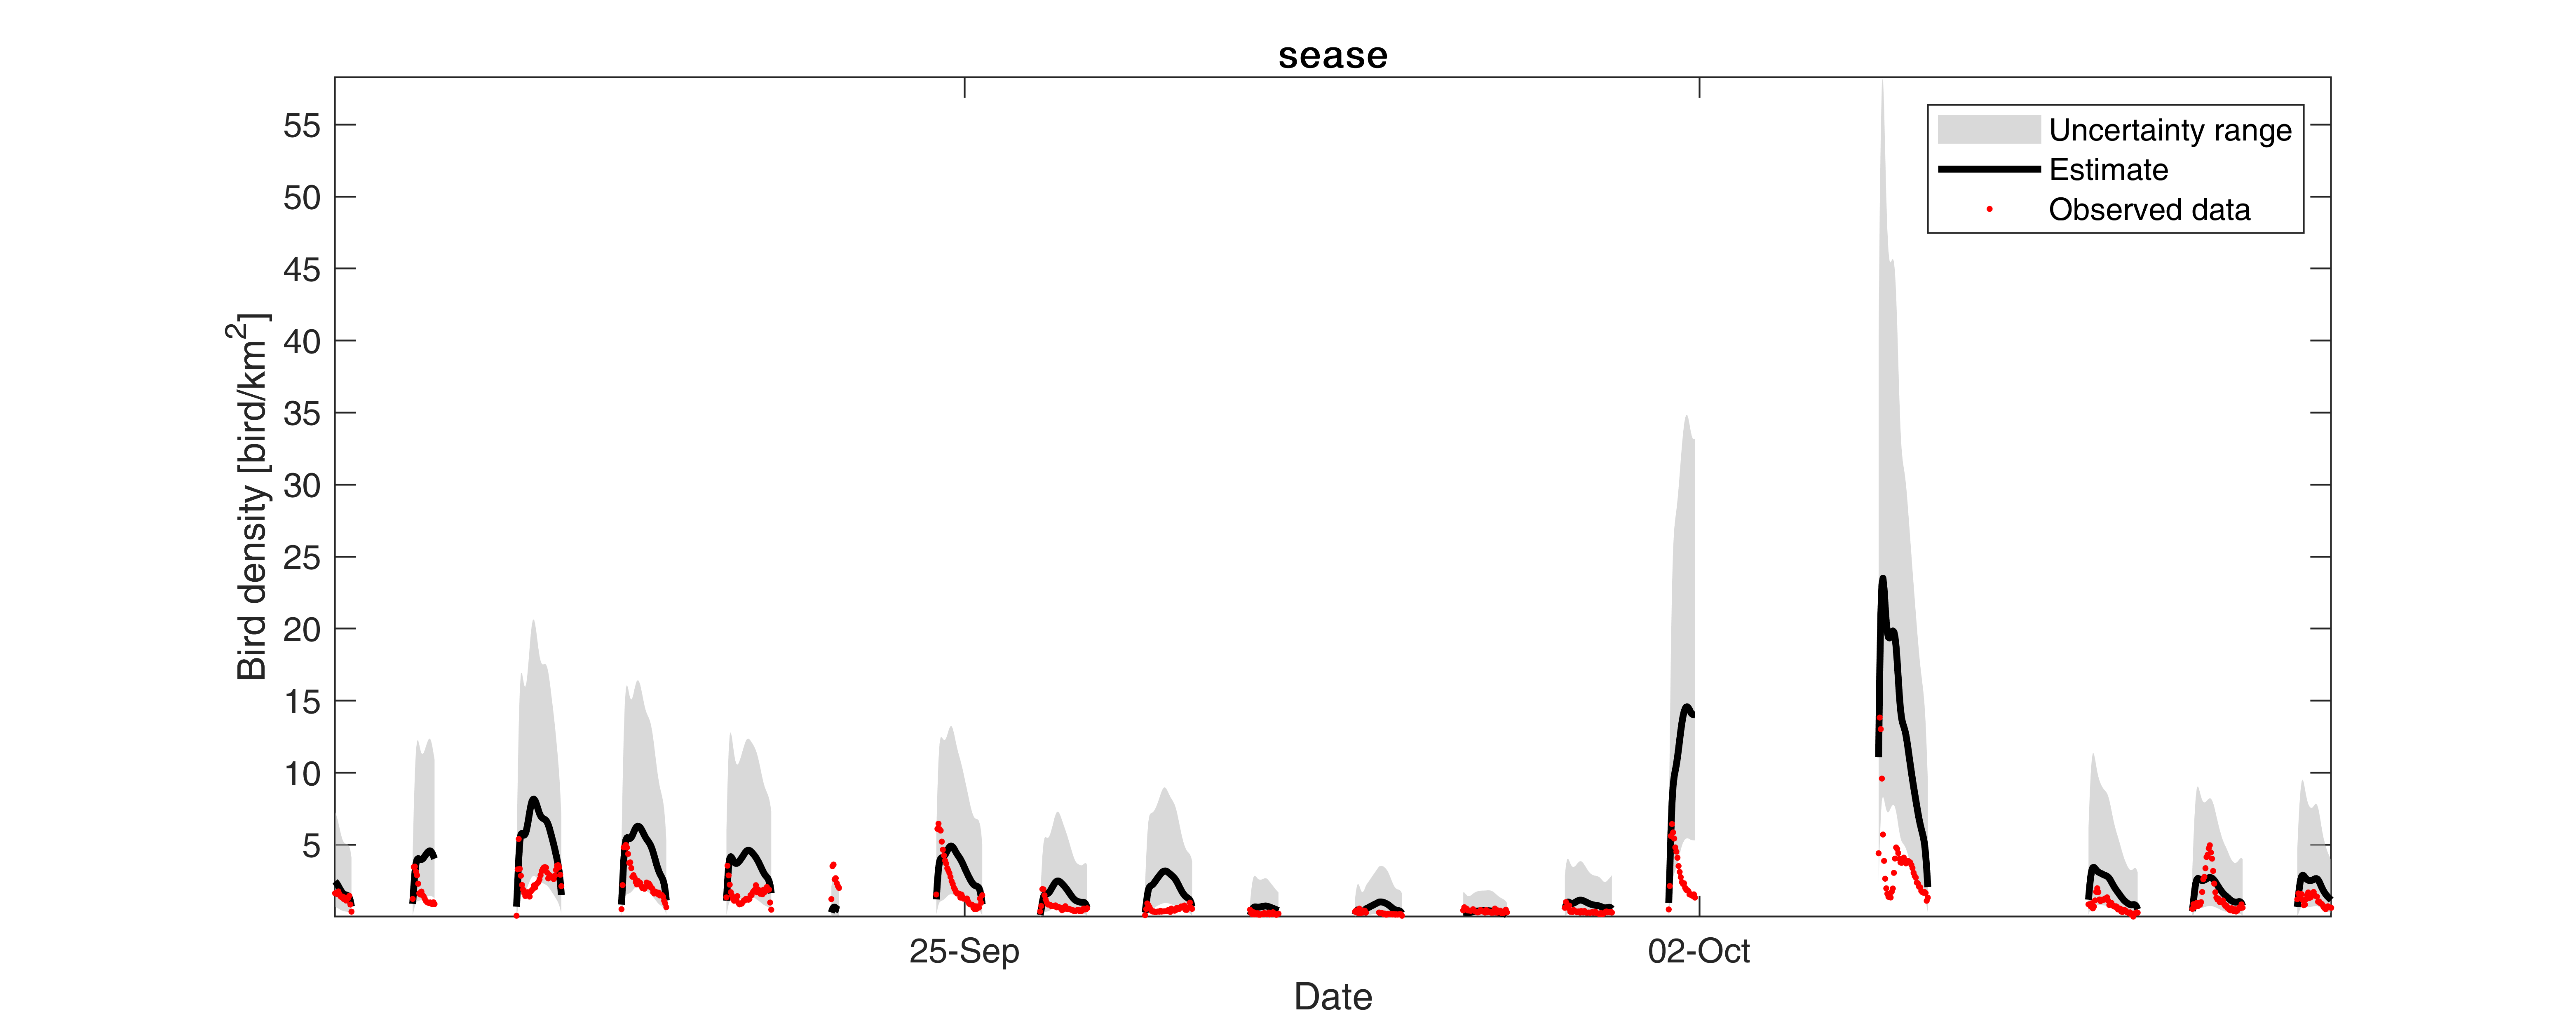 sease
55
50
45
40
35
30
25
20
15
10
5
Bird density [bird/km²]
Uncertainty range
Estimate
Observed data
25-Sep
02-Oct
Date